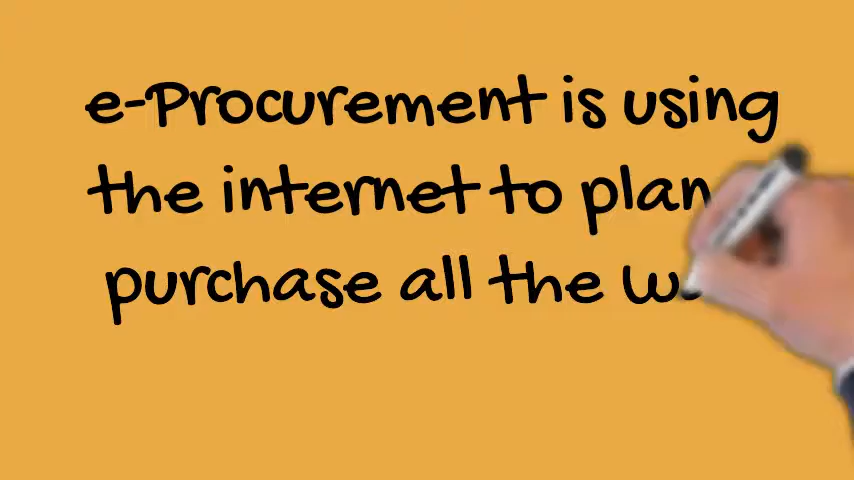 e-Procurement is using
the internet to plan
purchase all the